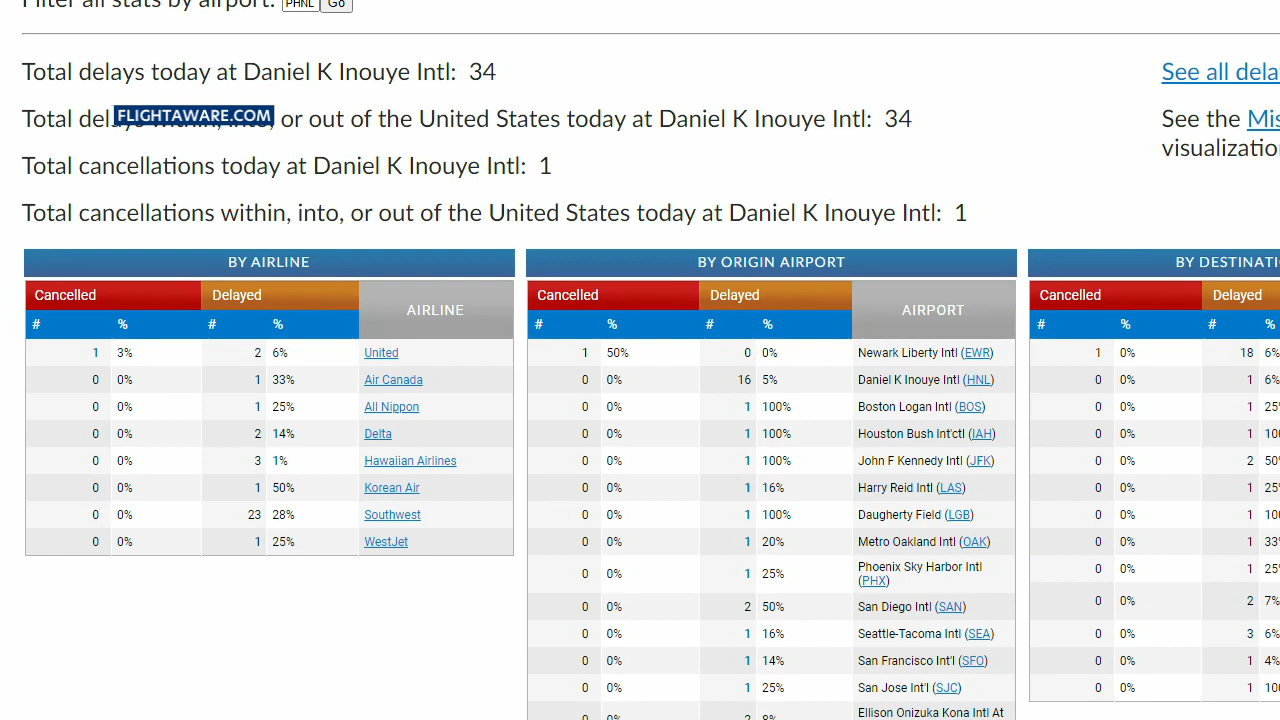 Filter all stats by airport: PHNL Go
Total delays today at Daniel K Inouye Intl: 34
See all dela
FLIGHTAWARE.COM
Total delays within, into, or out of the United States today at Daniel K Inouye Intl: 34
See the Mis
visualizatio
Total cancellations today at Daniel K Inouye Intl: 1
Total cancellations within, into, or out of the United States today at Daniel K Inouye Intl: 1
BY AIRLINE
Cancelled Delayed AIRLINE
# % # %
1 3% 2 6% United
0 0% 1 33% Air Canada
0 0% 1 25% All Nippon
0 0% 2 14% Delta
0 0% 3 1% Hawaiian Airlines
0 0% 1 50% Korean Air
0 0% 23 28% Southwest
0 0% 1 25% WestJet
BY ORIGIN AIRPORT
Cancelled Delayed AIRPORT
# % # %
1 50% 0 0% Newark Liberty Intl (EWR)
0 0% 16 5% Daniel K Inouye Intl (HNL)
0 0% 1 100% Boston Logan Intl (BOS)
0 0% 1 100% Houston Bush Int'ctl (IAH)
0 0% 1 100% John F Kennedy Intl (JFK)
0 0% 1 16% Harry Reid Intl (LAS)
0 0% 1 100% Daugherty Field (LGB)
0 0% 1 20% Metro Oakland Intl (OAK)
0 0% 1 25% Phoenix Sky Harbor Intl
(PHX)
0 0% 2 50% San Diego Intl (SAN)
0 0% 1 16% Seattle-Tacoma Intl (SEA)
0 0% 1 14% San Francisco Int'l (SFO)
0 0% 1 25% San Jose Int'l (SJC)
0 0% 2 8% Ellison Onizuka Kona Intl At
BY DESTINATI
Cancelled Delayed
# % # %
1 0% 18 6%
0 0% 1 6%
0 0% 1 25
0 0% 1 10
0 0% 2 50
0 0% 1 25
0 0% 1 10
0 0% 1 33
0 0% 1 25
0 0% 2 7%
0 0% 3 6%
0 0% 1 4%
0 0% 1 10